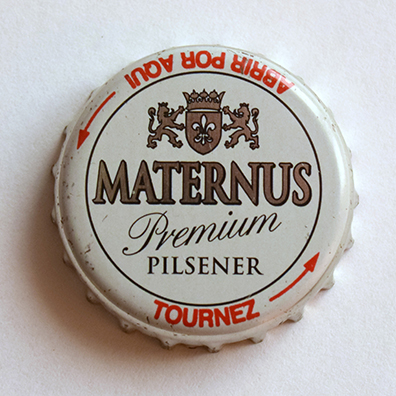 ABRIR POR AQUI
MATERNUS
Premium
PILSENER
TOURNEZ